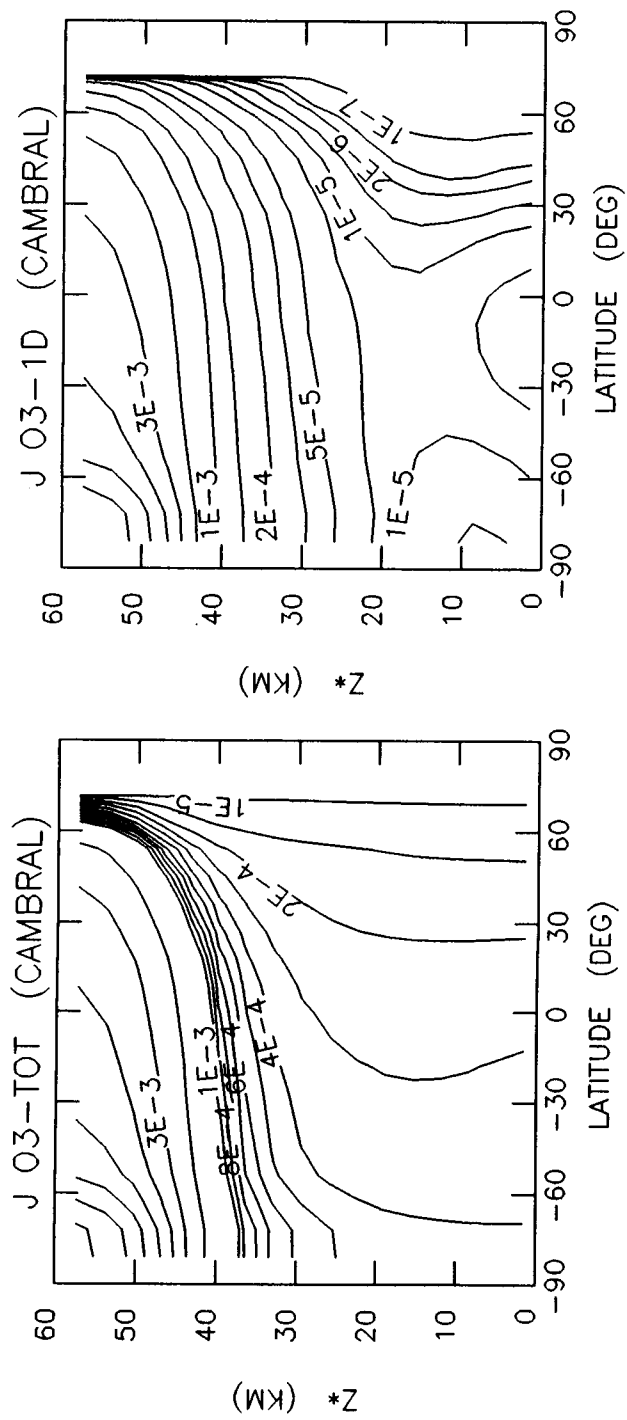 J O3-TOT (CAMBRAL)
60
50
40
30
20
10
0
Z* (KM)
3E-3
1E-3
8E-4
6E-4
4E-4
2E-4
1E-5
-90
-60
-30
0
30
60
90
LATITUDE (DEG)
J O3-1D (CAMBRAL)
60
50
40
30
20
10
0
Z* (KM)
3E-3
1E-3
2E-4
5E-5
1E-5
1E-5
2E-6
1E-7
-90
-60
-30
0
30
60
90
LATITUDE (DEG)